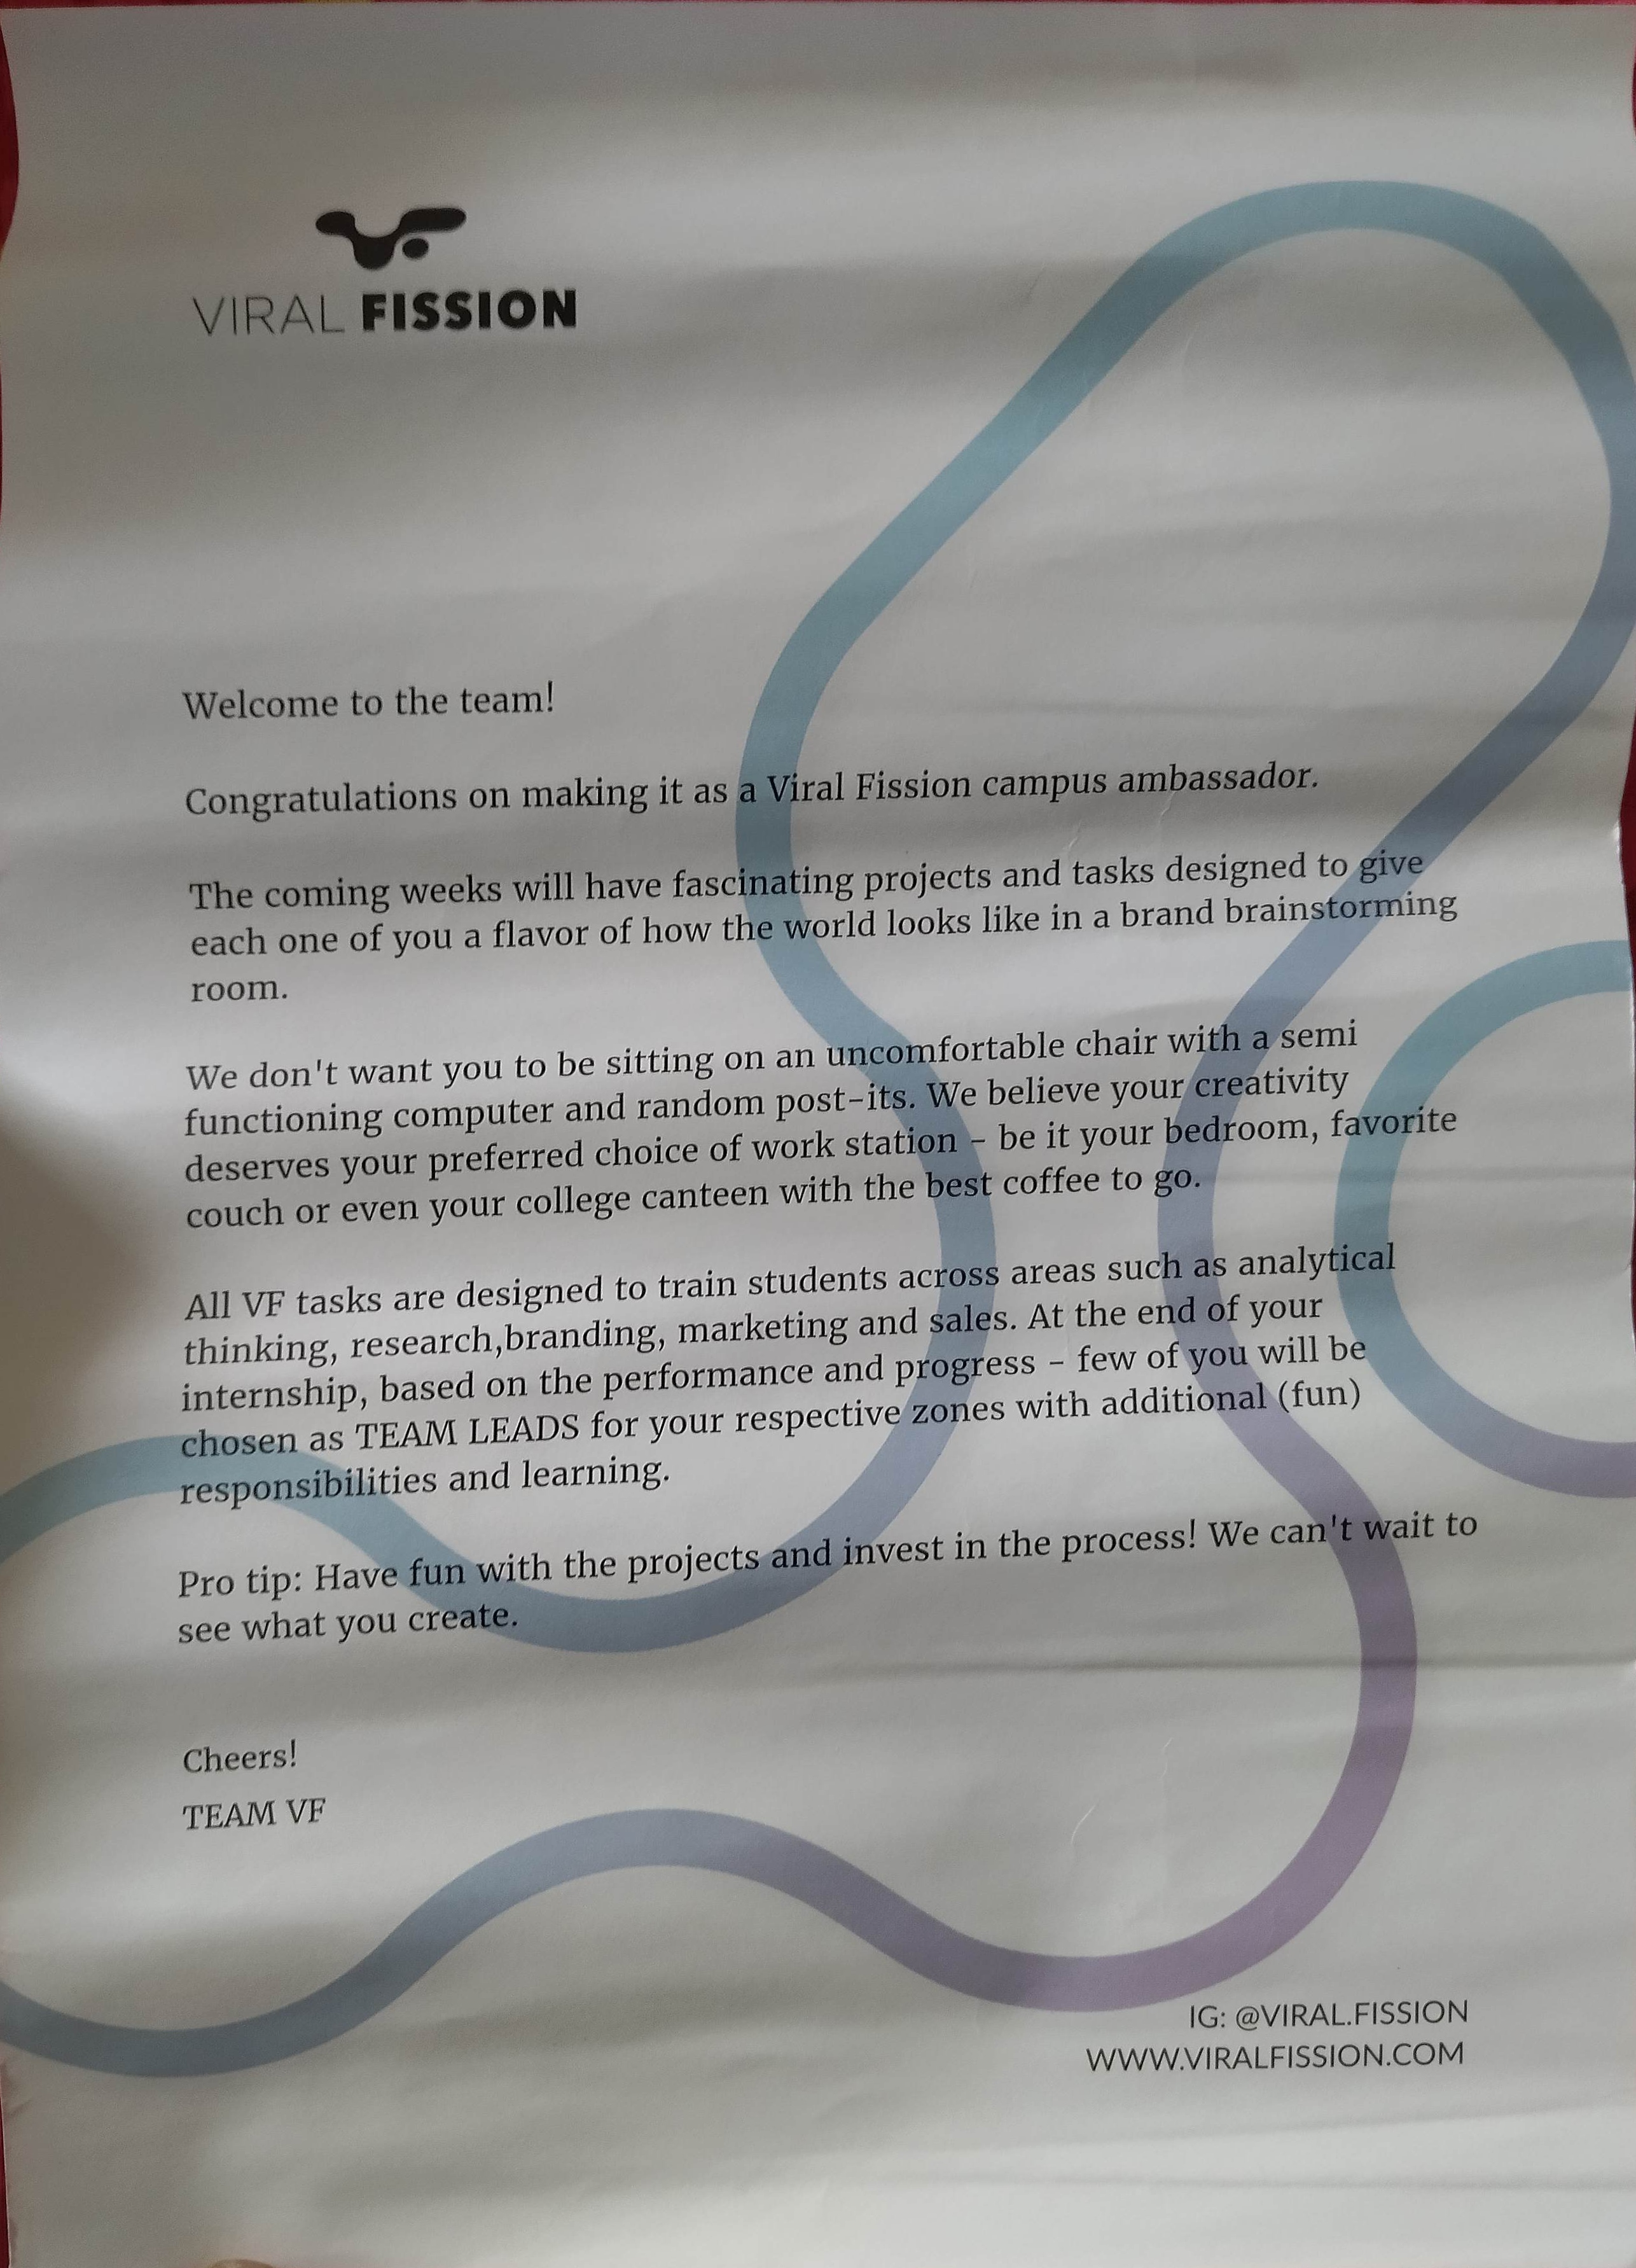 VIRAL FISSION
Welcome to the team!
Congratulations on making it as a Viral Fission campus ambassador.
The coming weeks will have fascinating projects and tasks designed to give
each one of you a flavor of how the world looks like in a brand brainstorming
room.
We don't want you to be sitting on an uncomfortable chair with a semi
functioning computer and random post-its. We believe your creativity
deserves your preferred choice of work station - be it your bedroom, favorite
couch or even your college canteen with the best coffee to go.
All VF tasks are designed to train students across areas such as analytical
thinking, research,branding, marketing and sales. At the end of your
internship, based on the performance and progress - few of you will be
chosen as TEAM LEADS for your respective zones with additional (fun)
responsibilities and learning.
Pro tip: Have fun with the projects and invest in the process! We can't wait to
see what you create.
Cheers!
TEAM VF
IG: @VIRAL.FISSION
WWW.VIRALFISSION.COM